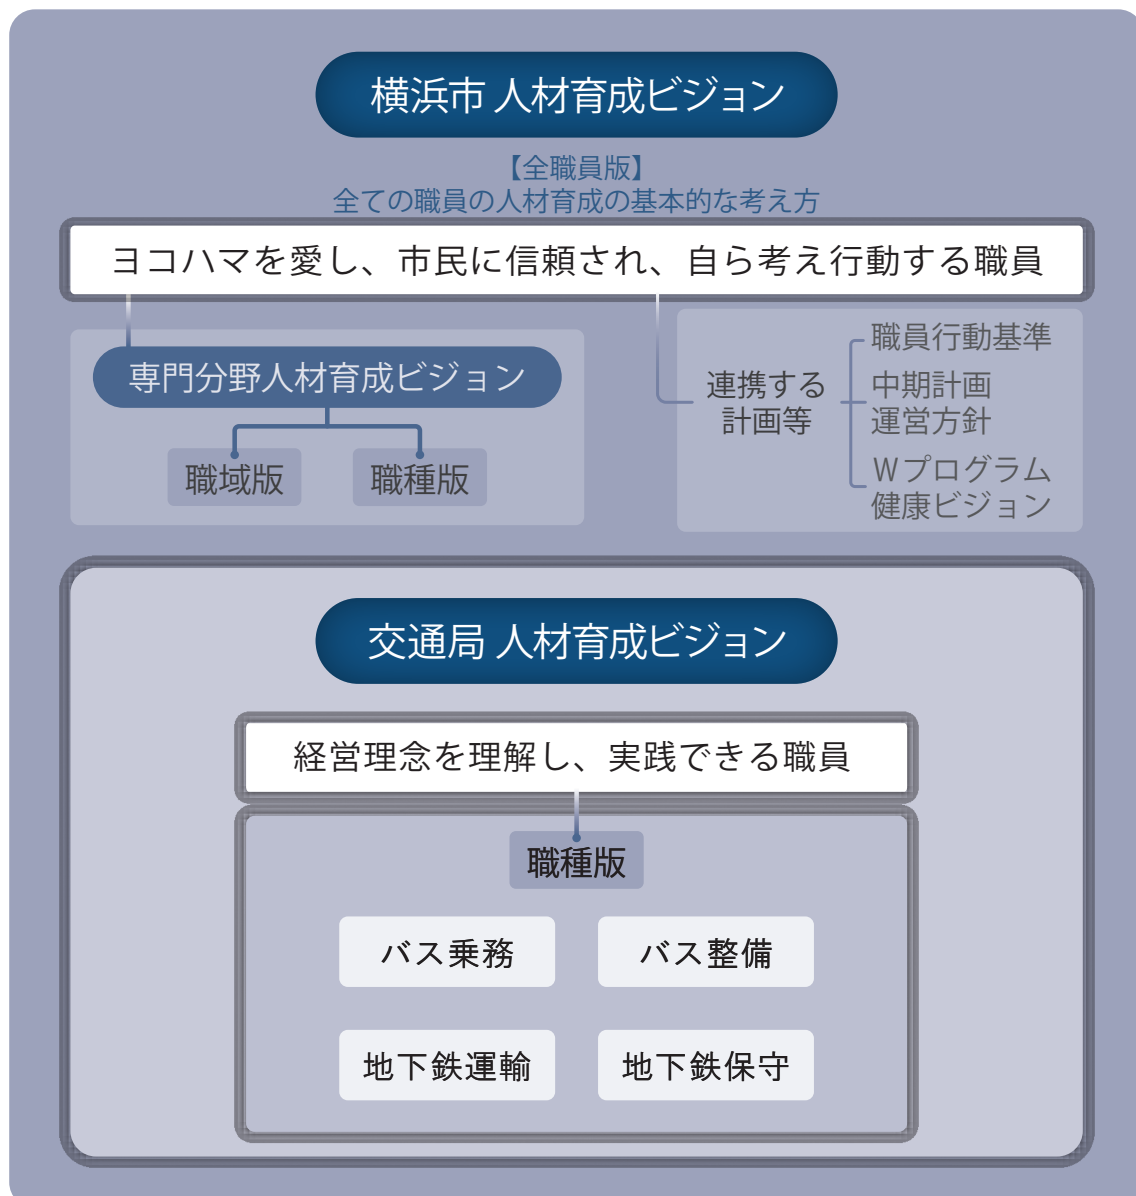 横浜市 人材育成ビジョン
【全職員版】
全ての職員の人材育成の基本的な考え方
ヨコハマを愛し、市民に信頼され、自ら考え行動する職員
専門分野人材育成ビジョン
職域版
職種版
連携する
計画等
職員行動基準
中期計画
運営方針
Wプログラム
健康ビジョン
交通局 人材育成ビジョン
経営理念を理解し、実践できる職員
職種版
バス乗務
バス整備
地下鉄運輸
地下鉄保守